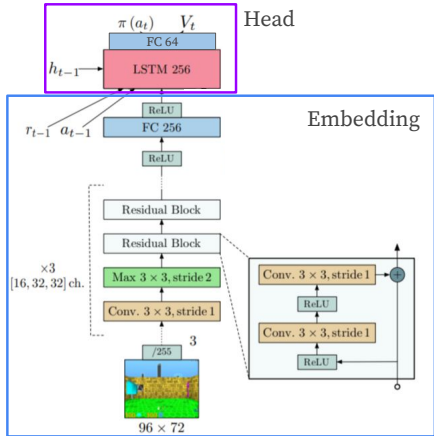 π (a_t) V_t
Head
FC 64
LSTM 256
h_{t−1}
r_{t−1} a_{t−1}
ReLU
Embedding
FC 256
ReLU
Residual Block
Residual Block
×3
[16, 32, 32] ch.
Max 3 × 3, stride 2
Conv. 3 × 3, stride 1
/255
3
96 × 72
Conv. 3 × 3, stride 1
+
ReLU
Conv. 3 × 3, stride 1
ReLU